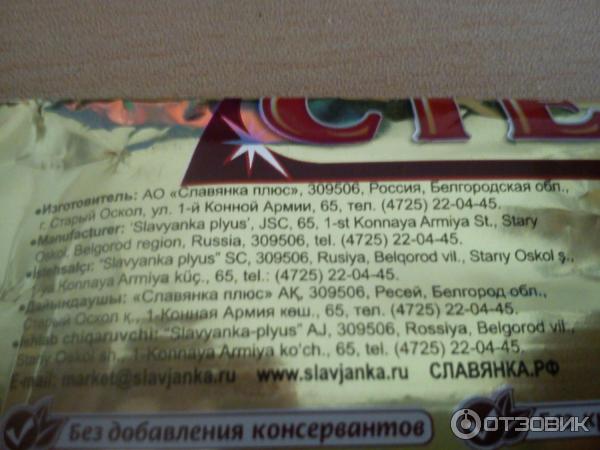 СТЕ
•Изготовитель: АО «Славянка плюс», 309506, Россия, Белгородская обл.,
г. Старый Оскол, ул. 1-й Конной Армии, 65, тел. (4725) 22-04-45.
•Manufacturer: 'Slavyanka plyus', JSC, 65, 1-st Konnaya Armiya St., Stary
Oskol, Belgorod region, Russia, 309506, tel. (4725) 22-04-45.
•İstehsalçı: "Slavyanka plyus" SC, 309506, Rusiya, Belqorod vil., Starıy Oskol ş.,
Konnaya Armiya küç., 65, tel.: (4725) 22-04-45.
•Дайындаушы: «Славянка плюс» АҚ, 309506, Ресей, Белгород обл.,
Старый Оскол қ., 1-Конная Армия көш., 65, тел. (4725) 22-04-45.
•Ishlab chiqaruvchi: "Slavyanka-plyus" AJ, 309506, Rossiya, Belgorod vil.,
Stariy Oskol sh., 1-Konnaya Armiya ko'ch., 65, tel. (4725) 22-04-45.
E-mail: market@slavjanka.ru www.slavjanka.ru СЛАВЯНКА.РФ
Без добавления консервантов
ОТЗОВИК